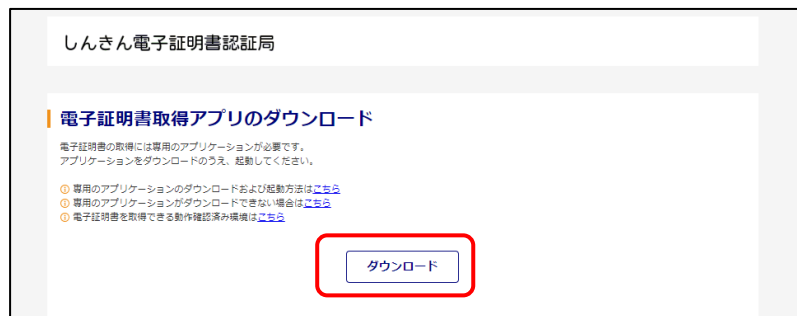 しんきん電子証明書認証局
電子証明書取得アプリのダウンロード
電子証明書の取得には専用のアプリケーションが必要です。
アプリケーションをダウンロードのうえ、起動してください。
専用のアプリケーションのダウンロードおよび起動方法はこちら
専用のアプリケーションがダウンロードできない場合はこちら
電子証明書を取得できる動作確認済み環境はこちら
ダウンロード